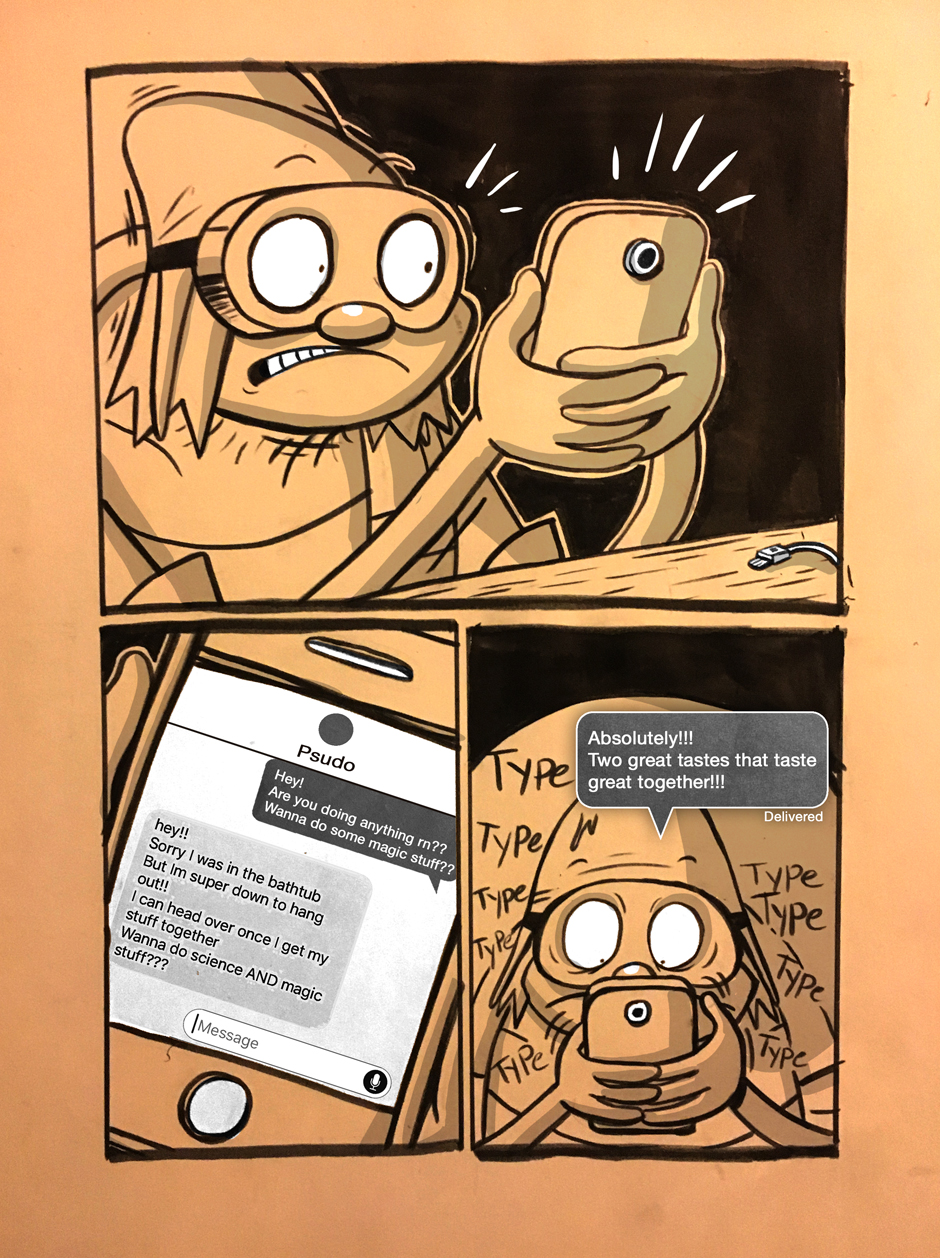 Psudo
Hey!
Are you doing anything rn??
Wanna do some magic stuff??
hey!!
Sorry I was in the bathtub
But Im super down to hang
out!!
I can head over once I get my
stuff together
Wanna do science AND magic
stuff???
Message
Absolutely!!!
Two great tastes that taste
great together!!!
Delivered
Type
Type
Type
Type
Type
Type
Type
Type
Type
Type